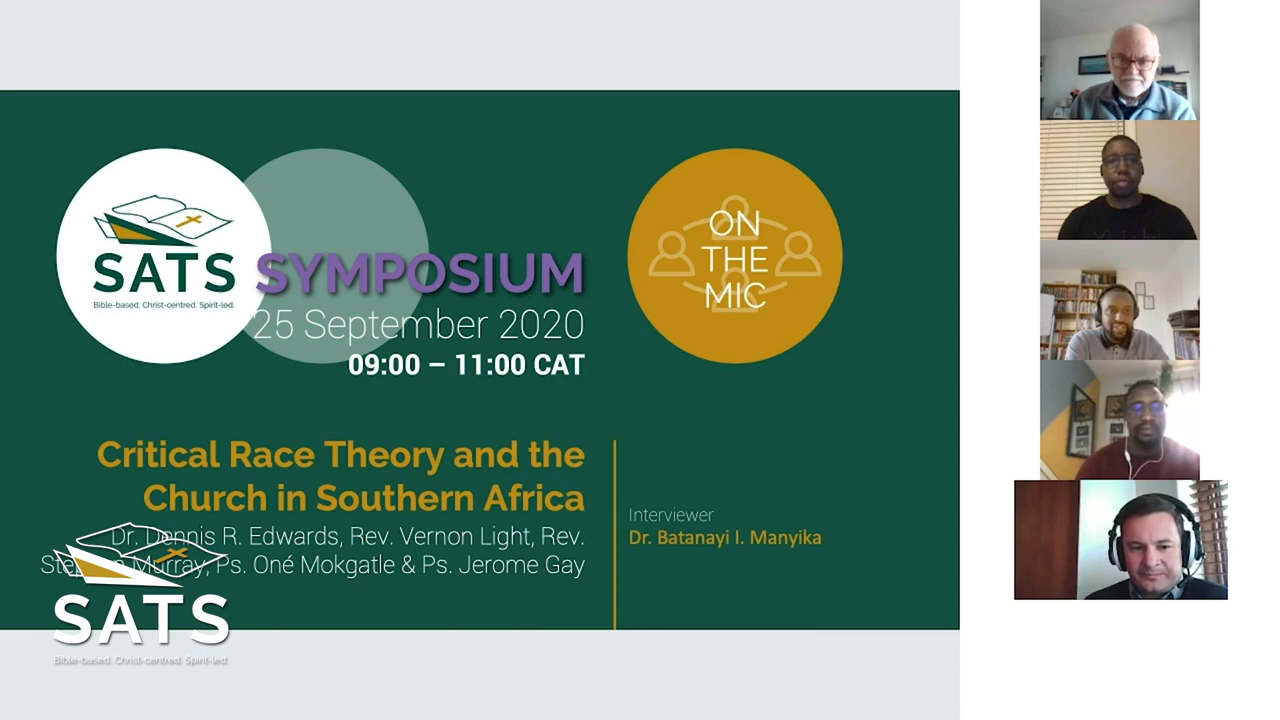 SATS
Bible-based. Christ-centred. Spirit-led.
SYMPOSIUM
25 September 2020
09:00 – 11:00 CAT
ON
THE
MIC
Critical Race Theory and the
Church in Southern Africa
Dr. Dennis R. Edwards, Rev. Vernon Light, Rev.
Murray, Ps. Oné Mokgatle & Ps. Jerome Gay
Interviewer
Dr. Batanayi I. Manyika
SATS
Bible-based. Christ-centred. Spirit-led.